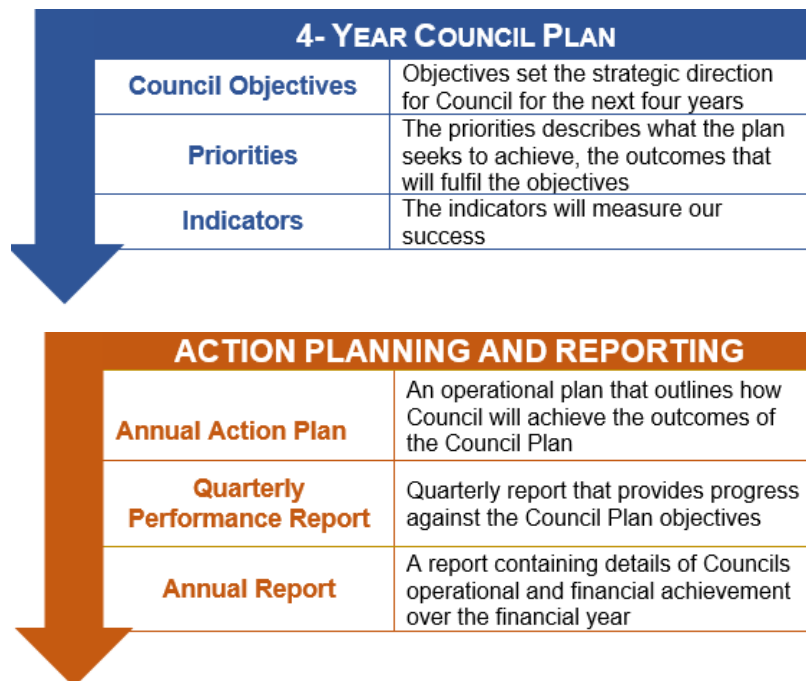 4- YEAR COUNCIL PLAN
Council Objectives
Objectives set the strategic direction
for Council for the next four years
Priorities
The priorities describes what the plan
seeks to achieve, the outcomes that
will fulfil the objectives
Indicators
The indicators will measure our
success
ACTION PLANNING AND REPORTING
Annual Action Plan
An operational plan that outlines how
Council will achieve the outcomes of
the Council Plan
Quarterly
Performance Report
Quarterly report that provides progress
against the Council Plan objectives
Annual Report
A report containing details of Councils
operational and financial achievement
over the financial year